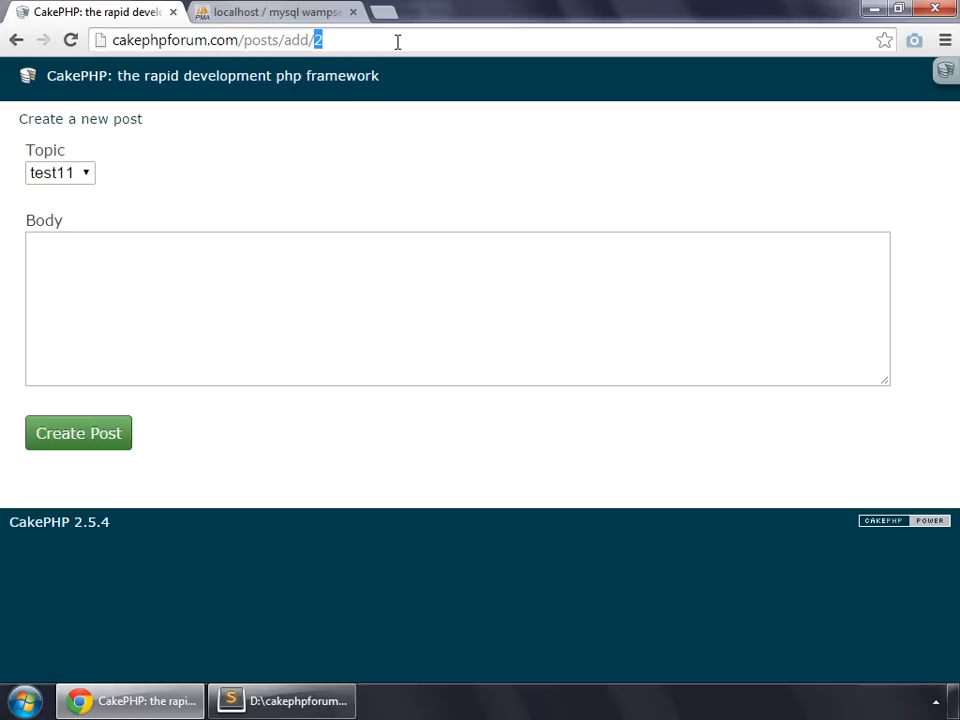 CakePHP: the rapid devel
localhost / mysql wampse
cakephpforum.com/posts/add/2
CakePHP: the rapid development php framework
Create a new post
Topic
test11
Body
Create Post
CakePHP 2.5.4
CAKEPHP POWER
CakePHP: the rapi...
D:\cakephpforum...